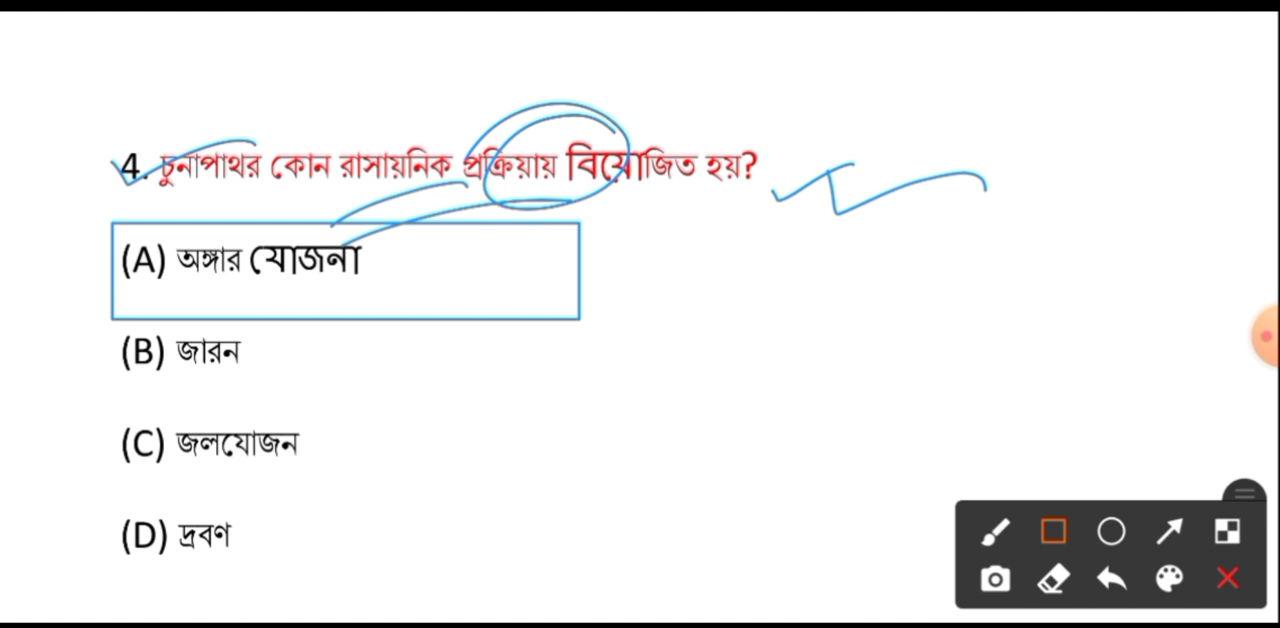 4. চুনাপাথর কোন রাসায়নিক প্রক্রিয়ায় বিযোজিত হয়?
(A) অঙ্গার যোজনা
(B) জারন
(C) জলযোজন
(D) দ্রবণ